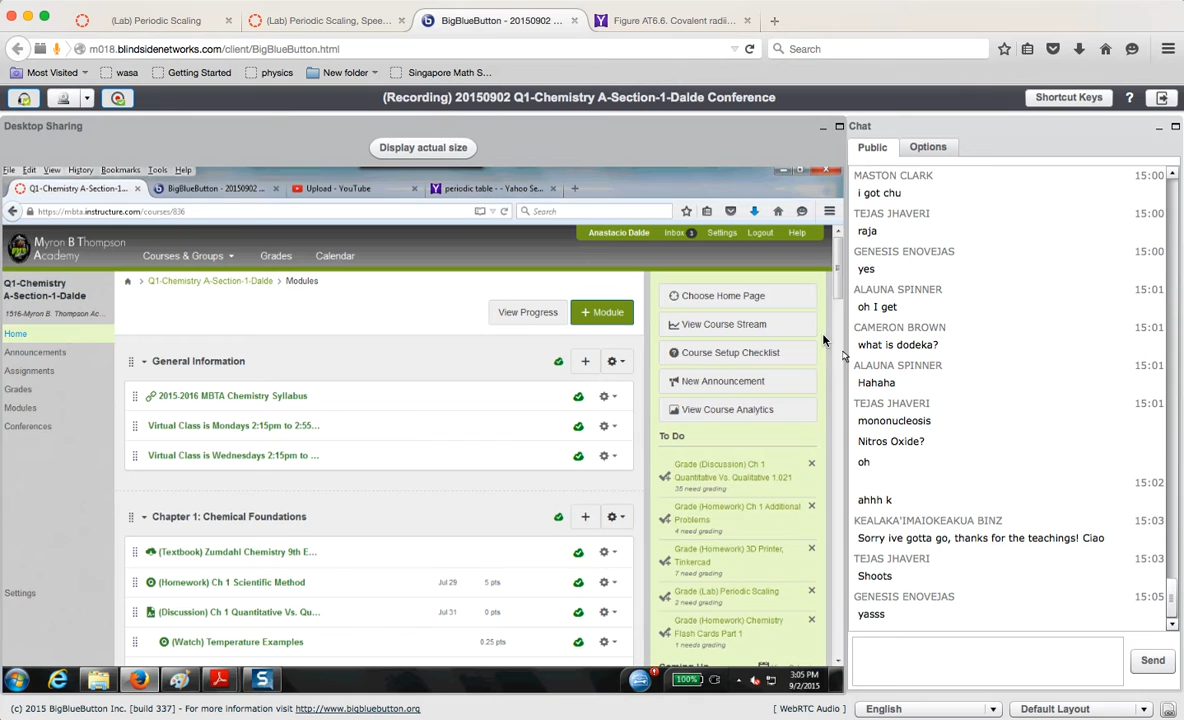 (Lab) Periodic Scaling
(Lab) Periodic Scaling, Spee...
BigBlueButton - 20150902 ...
Figure AT6.6. Covalent radii...
m018.blindsidenetworks.com/client/BigBlueButton.html
Search
Most Visited
wasa
Getting Started
physics
New folder
Singapore Math S...
(Recording) 20150902 Q1-Chemistry A-Section-1-Dalde Conference
Shortcut Keys
?
Desktop Sharing
Display actual size
File Edit View History Bookmarks Tools Help
Q1-Chemistry A-Section-1...
BigBlueButton - 20150902 ...
Upload - YouTube
periodic table - - Yahoo Se...
https://mbta.instructure.com/courses/836
Search
Myron B Thompson
Academy
Courses & Groups
Grades
Calendar
Anastacio Dalde
Inbox 1
Settings
Logout
Help
Q1-Chemistry
A-Section-1-Dalde
1516-Myron B. Thompson Ac...
Home
Announcements
Assignments
Grades
Modules
Conferences
Settings
Q1-Chemistry A-Section-1-Dalde > Modules
View Progress
+ Module
General Information
2015-2016 MBTA Chemistry Syllabus
Virtual Class is Mondays 2:15pm to 2:55...
Virtual Class is Wednesdays 2:15pm to ...
Chapter 1: Chemical Foundations
(Textbook) Zumdahl Chemistry 9th E...
(Homework) Ch 1 Scientific Method
Jul 29
5 pts
(Discussion) Ch 1 Quantitative Vs. Qu...
Jul 31
0 pts
(Watch) Temperature Examples
0.25 pts
Choose Home Page
View Course Stream
Course Setup Checklist
New Announcement
View Course Analytics
To Do
Grade (Discussion) Ch 1
Quantitative Vs. Qualitative 1.021
35 need grading
Grade (Homework) Ch 1 Additional
Problems
4 need grading
Grade (Homework) 3D Printer,
Tinkercad
7 need grading
Grade (Lab) Periodic Scaling
2 need grading
Grade (Homework) Chemistry
Flash Cards Part 1
1 needs grading
100%
3:05 PM
9/2/2015
Chat
Public
Options
MASTON CLARK 15:00
i got chu
TEJAS JHAVERI 15:00
raja
GENESIS ENOVEJAS 15:00
yes
ALAUNA SPINNER 15:01
oh I get
CAMERON BROWN 15:01
what is dodeka?
ALAUNA SPINNER 15:01
Hahaha
TEJAS JHAVERI 15:01
mononucleosis
Nitros Oxide?
oh
15:02
ahhh k
KEALAKA'IMAIOKEAKUA BINZ 15:03
Sorry ive gotta go, thanks for the teachings! Ciao
TEJAS JHAVERI 15:03
Shoots
GENESIS ENOVEJAS 15:05
yasss
Send
(c) 2015 BigBlueButton Inc. [build 337] - For more information visit http://www.bigbluebutton.org
[ WebRTC Audio ]
English
Default Layout